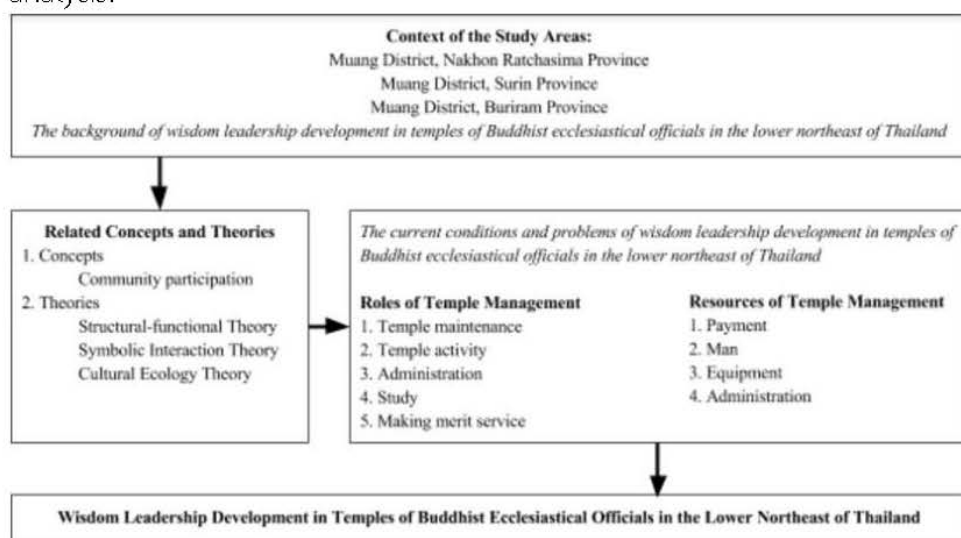 Context of the Study Areas:
Muang District, Nakhon Ratchasima Province
Muang District, Surin Province
Muang District, Buriram Province
The background of wisdom leadership development in temples of Buddhist ecclesiastical officials in the lower northeast of Thailand
Related Concepts and Theories
1. Concepts
Community participation
2. Theories
Structural-functional Theory
Symbolic Interaction Theory
Cultural Ecology Theory
The current conditions and problems of wisdom leadership development in temples of
Buddhist ecclesiastical officials in the lower northeast of Thailand
Roles of Temple Management
1. Temple maintenance
2. Temple activity
3. Administration
4. Study
5. Making merit service
Resources of Temple Management
1. Payment
2. Man
3. Equipment
4. Administration
Wisdom Leadership Development in Temples of Buddhist Ecclesiastical Officials in the Lower Northeast of Thailand